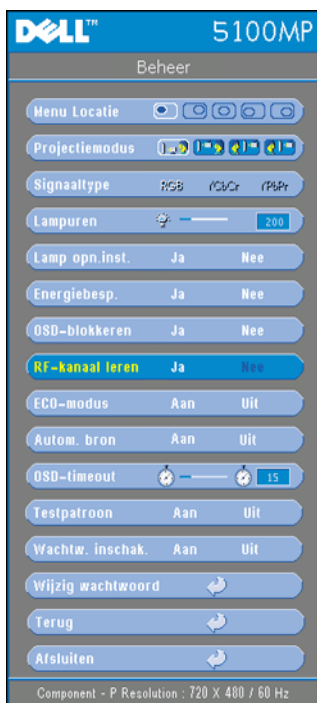 DELL™ 5100MP
Beheer
Menu Locatie
Projectiemodus
Signaaltype RGB YCbCr YPbPr
Lampuren 200
Lamp opn.inst. Ja Nee
Energiebesp. Ja Nee
OSD-blokkeren Ja Nee
RF-kanaal leren Ja Nee
ECO-modus Aan Uit
Autom. bron Aan Uit
OSD-timeout 15
Testpatroon Aan Uit
Wachtw. inschak. Aan Uit
Wijzig wachtwoord
Terug
Afsluiten
Component - P Resolution : 720 X 480 / 60 Hz